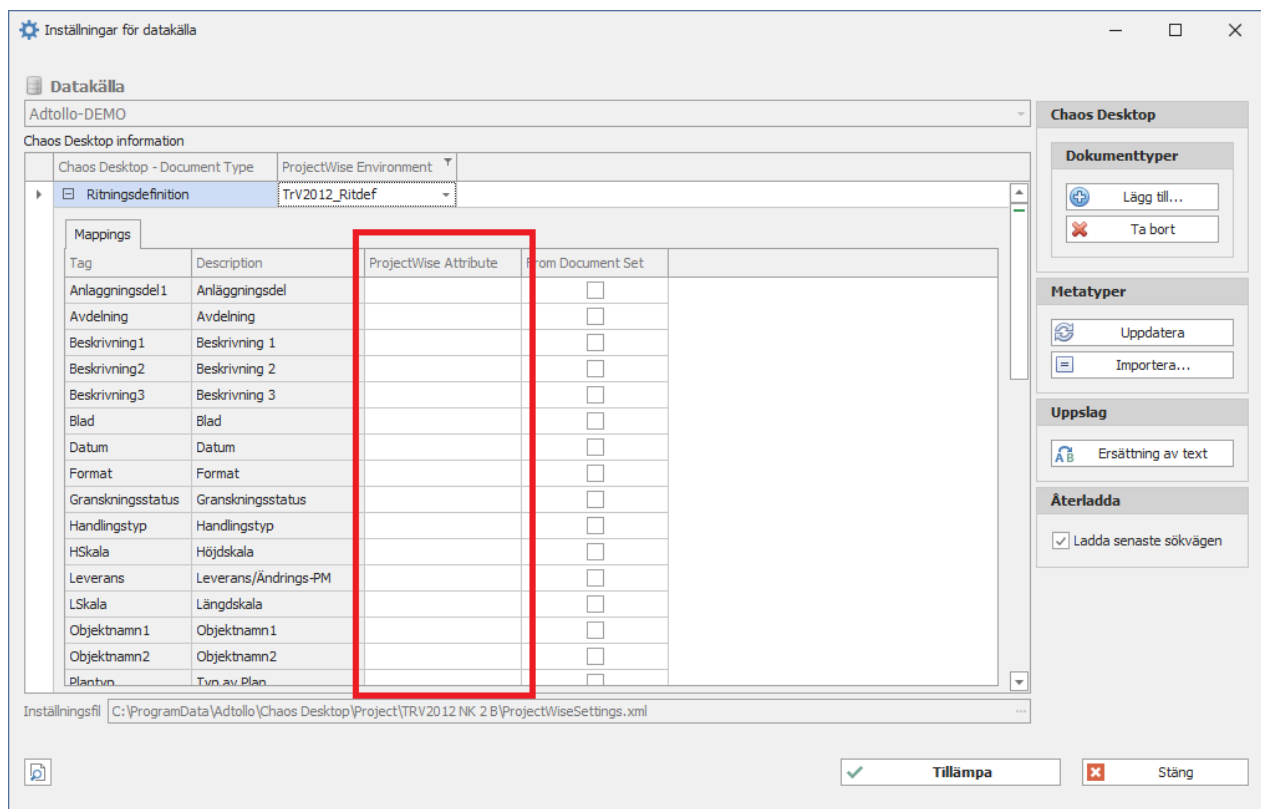 Inställningar för datakälla
Datakälla
Adtollo-DEMO
Chaos Desktop information
Chaos Desktop - Document Type ProjectWise Environment
Ritningsdefinition TrV2012_Ritdef
Mappings
Tag Description ProjectWise Attribute From Document Set
Anlaggningsdel1 Anläggningsdel
Avdelning Avdelning
Beskrivning1 Beskrivning 1
Beskrivning2 Beskrivning 2
Beskrivning3 Beskrivning 3
Blad Blad
Datum Datum
Format Format
Granskningsstatus Granskningsstatus
Handlingstyp Handlingstyp
HSkala Höjdskala
Leverans Leverans/Ändrings-PM
LSkala Längdskala
Objektnamn1 Objektnamn1
Objektnamn2 Objektnamn2
Plantyp Typ av Plan
Inställningsfil C:\ProgramData\Adtollo\Chaos Desktop\Project\TRV2012 NK 2 B\ProjectWiseSettings.xml ...
Chaos Desktop
Dokumenttyper
Lägg till...
Ta bort
Metatyper
Uppdatera
Importera...
Uppslag
A B Ersättning av text
Återladda
Ladda senaste sökvägen
Tillämpa
Stäng